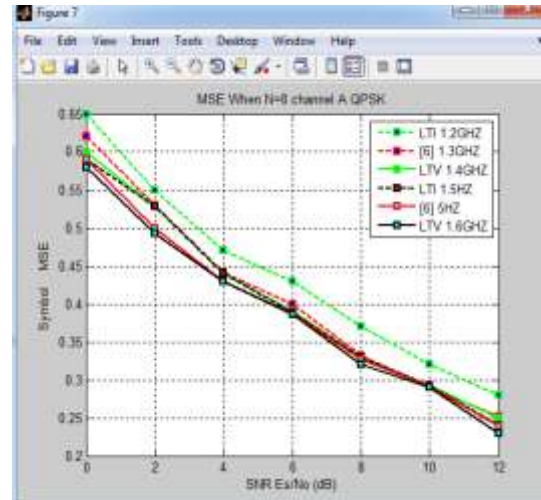 Figure 7
File Edit View Insert Tools Desktop Window Help
MSE When N=8 channel A QPSK
LTI 1.2GHZ
[6] 1.3GHZ
LTV 1.4GHZ
LTI 1.5HZ
[6] 5HZ
LTV 1.6GHZ
Symbol MSE
0.65
0.6
0.55
0.5
0.45
0.4
0.35
0.3
0.25
0.2
0 2 4 6 8 10 12
SNR Es/No (dB)